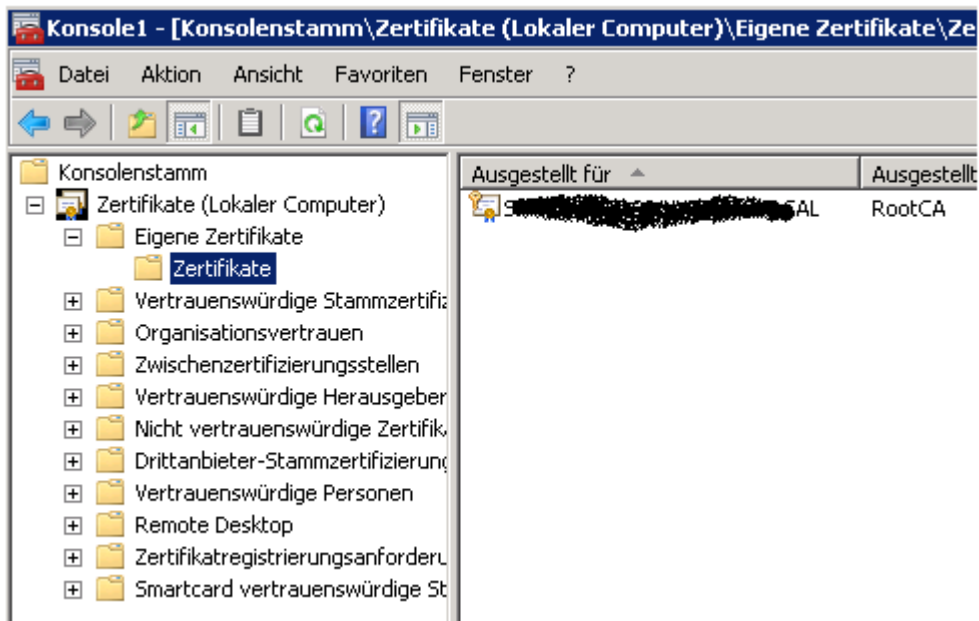 Konsole1 - [Konsolenstamm\Zertifikate (Lokaler Computer)\Eigene Zertifikate\Ze
Datei Aktion Ansicht Favoriten Fenster ?
Konsolenstamm
Zertifikate (Lokaler Computer)
Eigene Zertifikate
Zertifikate
Vertrauenswürdige Stammzertifiz
Organisationsvertrauen
Zwischenzertifizierungsstellen
Vertrauenswürdige Herausgeber
Nicht vertrauenswürdige Zertifik
Drittanbieter-Stammzertifizierung
Vertrauenswürdige Personen
Remote Desktop
Zertifikatregistrierungsanforderu
Smartcard vertrauenswürdige St
Ausgestellt für Ausgestellt
RootCA